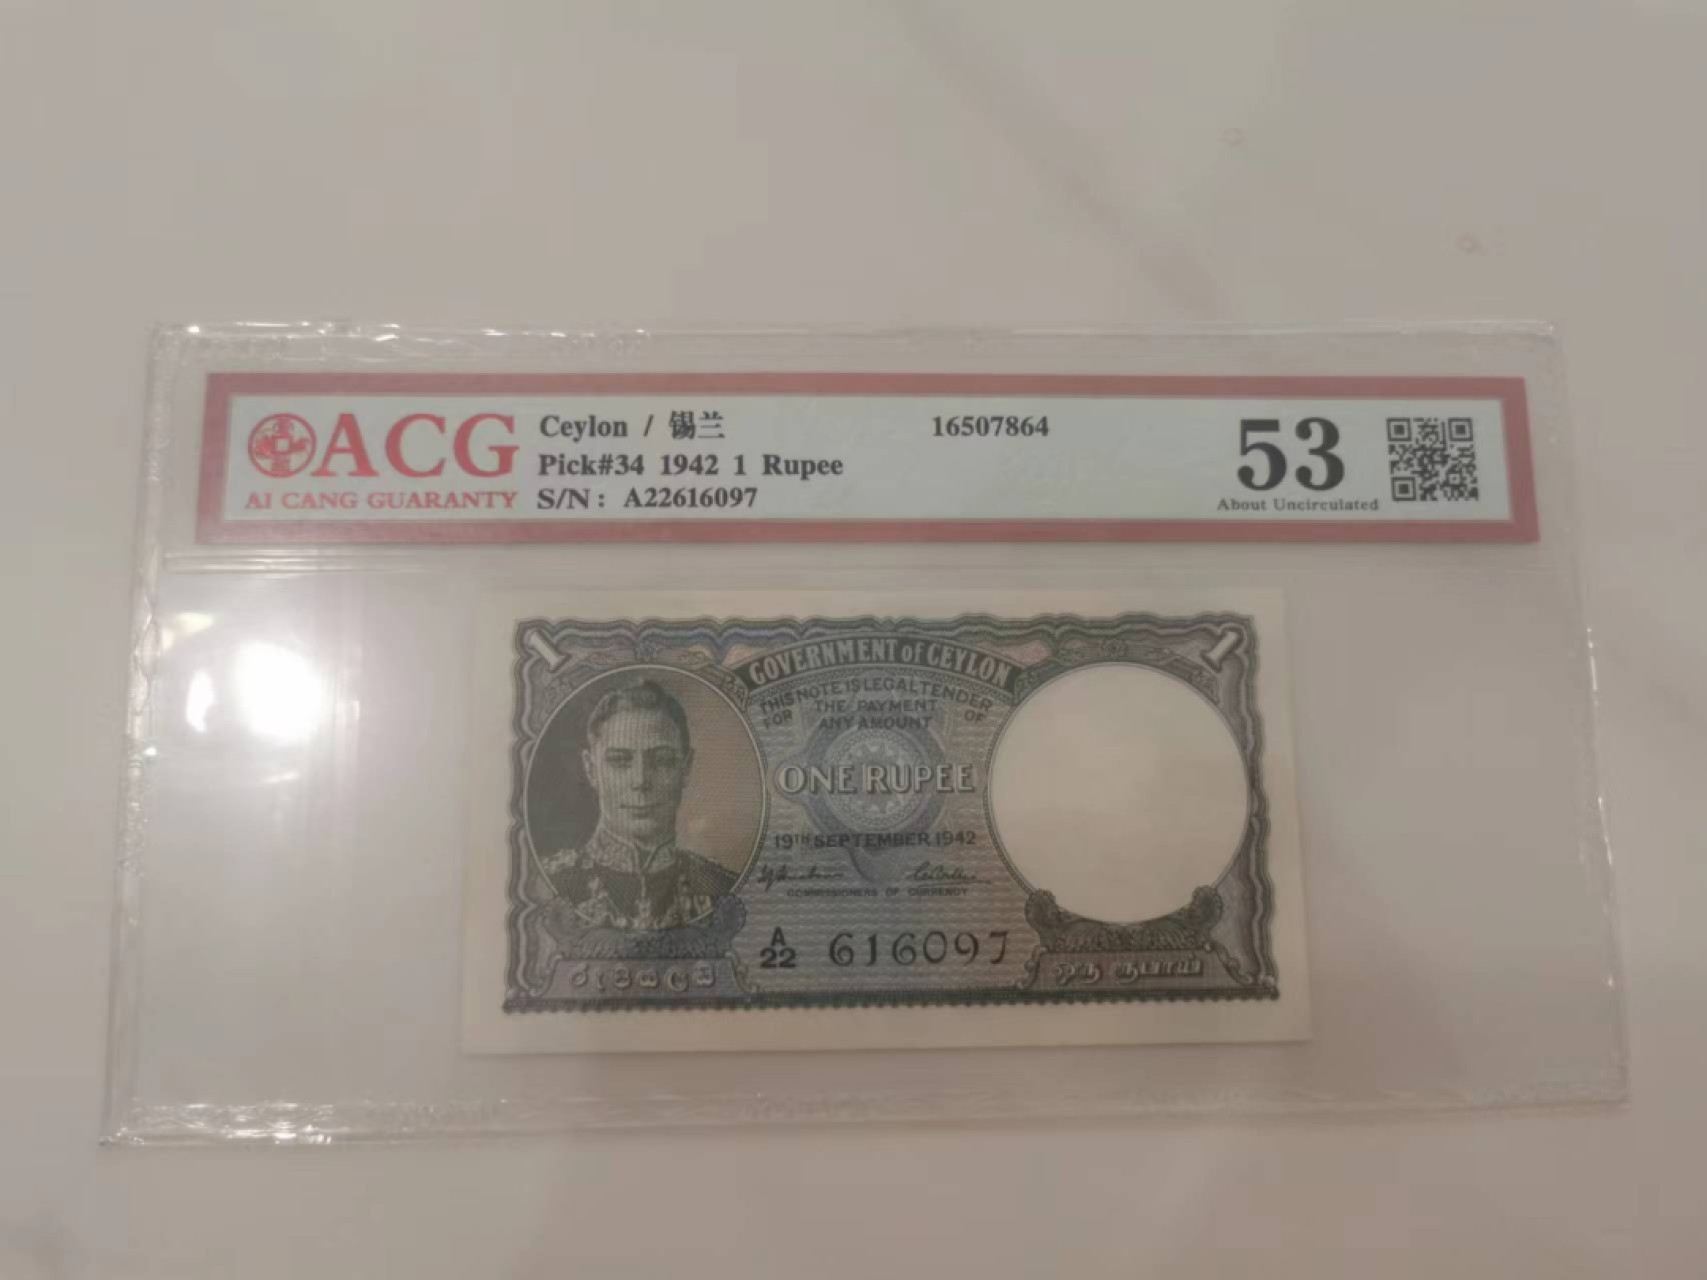 ACG
AI CANG GUARANTY
Ceylon / 锡兰
Pick#34 1942 1 Rupee
S/N: A22616097
16507864
53
About Uncirculated
1
1
GOVERNMENT of CEYLON
THIS NOTE IS LEGAL TENDER
FOR THE PAYMENT OF
ANY AMOUNT
ONE RUPEE
19TH SEPTEMBER 1942
COMMISSIONERS OF CURRENCY
A/22 616097
රුපියලයි
ஒரு ரூபாய்